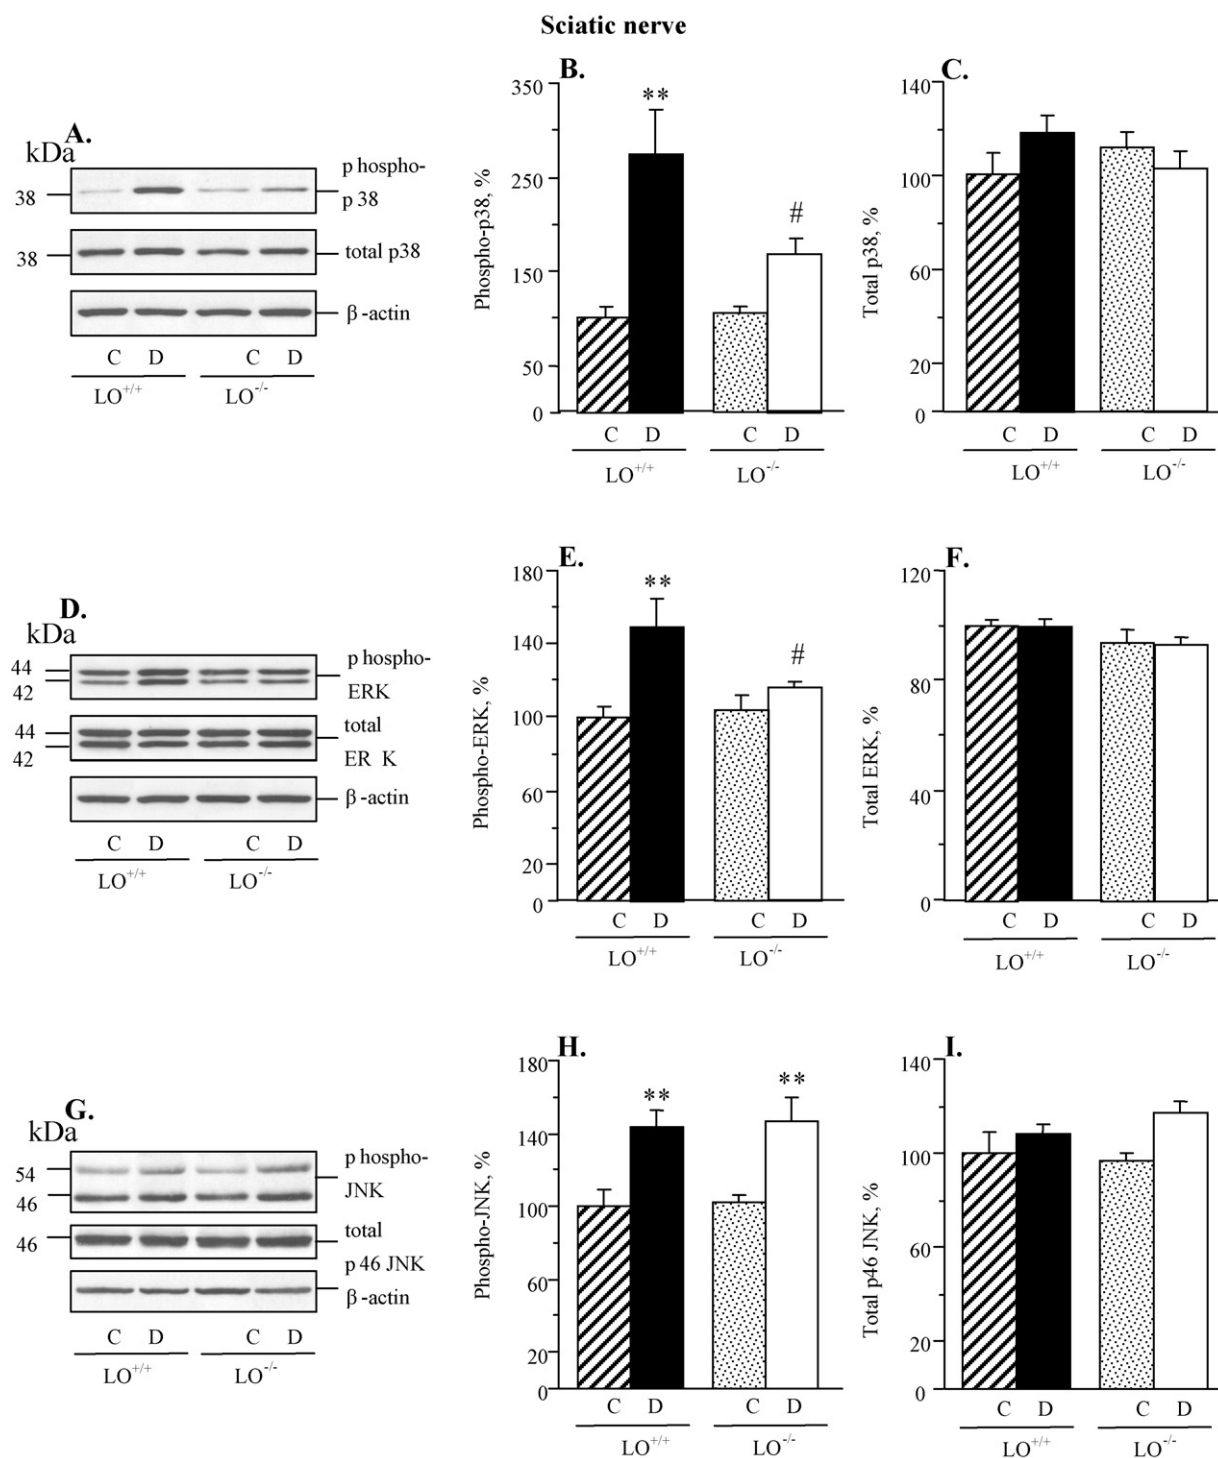 Sciatic nerve
A.
kDa
38
phospho-
p 38
38
total p38
β-actin
C D C D
LO+/+ LO-/-
B.
Phospho-p38, %
350
250
150
100
50
0
**
#
C D C D
LO+/+ LO-/-
C.
Total p38, %
140
100
60
20
0
C D C D
LO+/+ LO-/-
D.
kDa
44
42
phospho-
ERK
44
42
total
ER K
β-actin
C D C D
LO+/+ LO-/-
E.
Phospho-ERK, %
180
140
100
60
20
0
**
#
C D C D
LO+/+ LO-/-
F.
Total ERK, %
120
80
40
0
C D C D
LO+/+ LO-/-
G.
kDa
54
46
phospho-
JNK
46
total
p 46 JNK
β-actin
C D C D
LO+/+ LO-/-
H.
Phospho-JNK, %
180
140
100
60
20
0
**
**
C D C D
LO+/+ LO-/-
I.
Total p46 JNK, %
140
100
60
20
0
C D C D
LO+/+ LO-/-